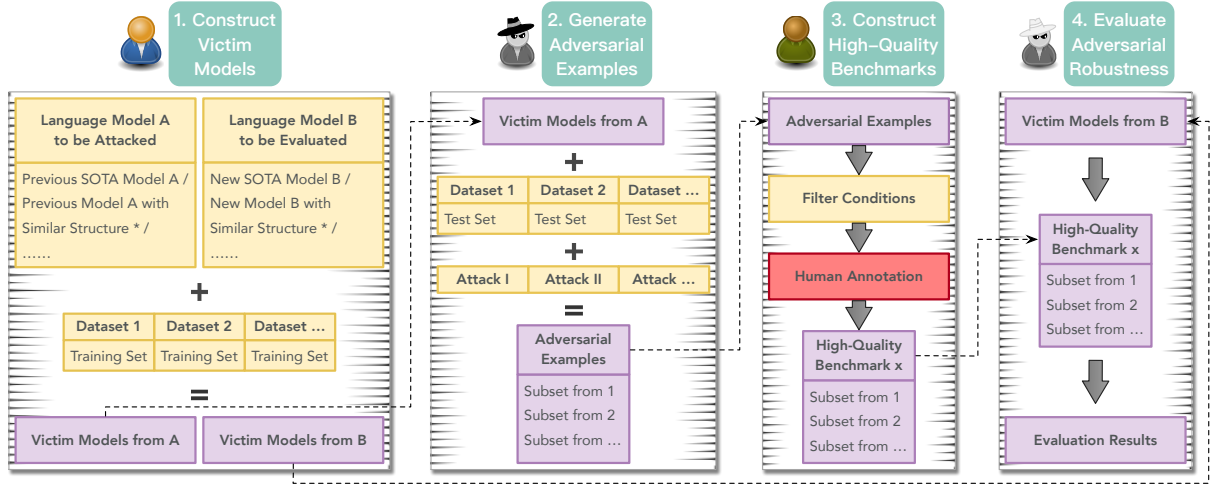 1. Construct
Victim
Models
2. Generate
Adversarial
Examples
3. Construct
High-Quality
Benchmarks
4. Evaluate
Adversarial
Robustness
Language Model A
to be Attacked
Previous SOTA Model A /
Previous Model A with
Similar Structure * /
......
Language Model B
to be Evaluated
New SOTA Model B /
New Model B with
Similar Structure * /
......
+
Dataset 1 Dataset 2 Dataset ...
Training Set Training Set Training Set
=
Victim Models from A Victim Models from B
Victim Models from A
+
Dataset 1 Dataset 2 Dataset ...
Test Set Test Set Test Set
+
Attack I Attack II Attack ...
=
Adversarial
Examples
Subset from 1
Subset from 2
Subset from ...
Adversarial Examples
Filter Conditions
Human Annotation
High-Quality
Benchmark x
Subset from 1
Subset from 2
Subset from ...
Victim Models from B
High-Quality
Benchmark x
Subset from 1
Subset from 2
Subset from ...
Evaluation Results